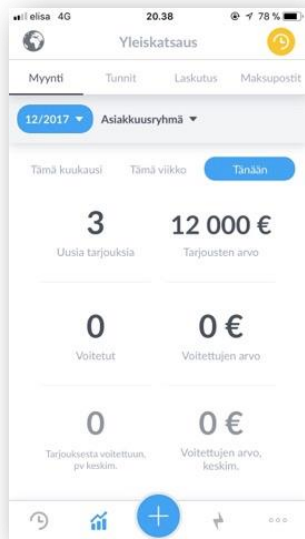 elisa 4G 20.38 78 %
Yleiskatsaus
Myynti Tunnit Laskutus Maksupostit
12/2017 Asiakkuusryhmä
Tämä kuukausi Tämä viikko Tänään
3 12 000 €
Uusia tarjouksia Tarjousten arvo
0 0 €
Voitetut Voitettujen arvo
0 0 €
Tarjouksesta voitettuun, Voitettujen arvo,
pv keskim. keskim.